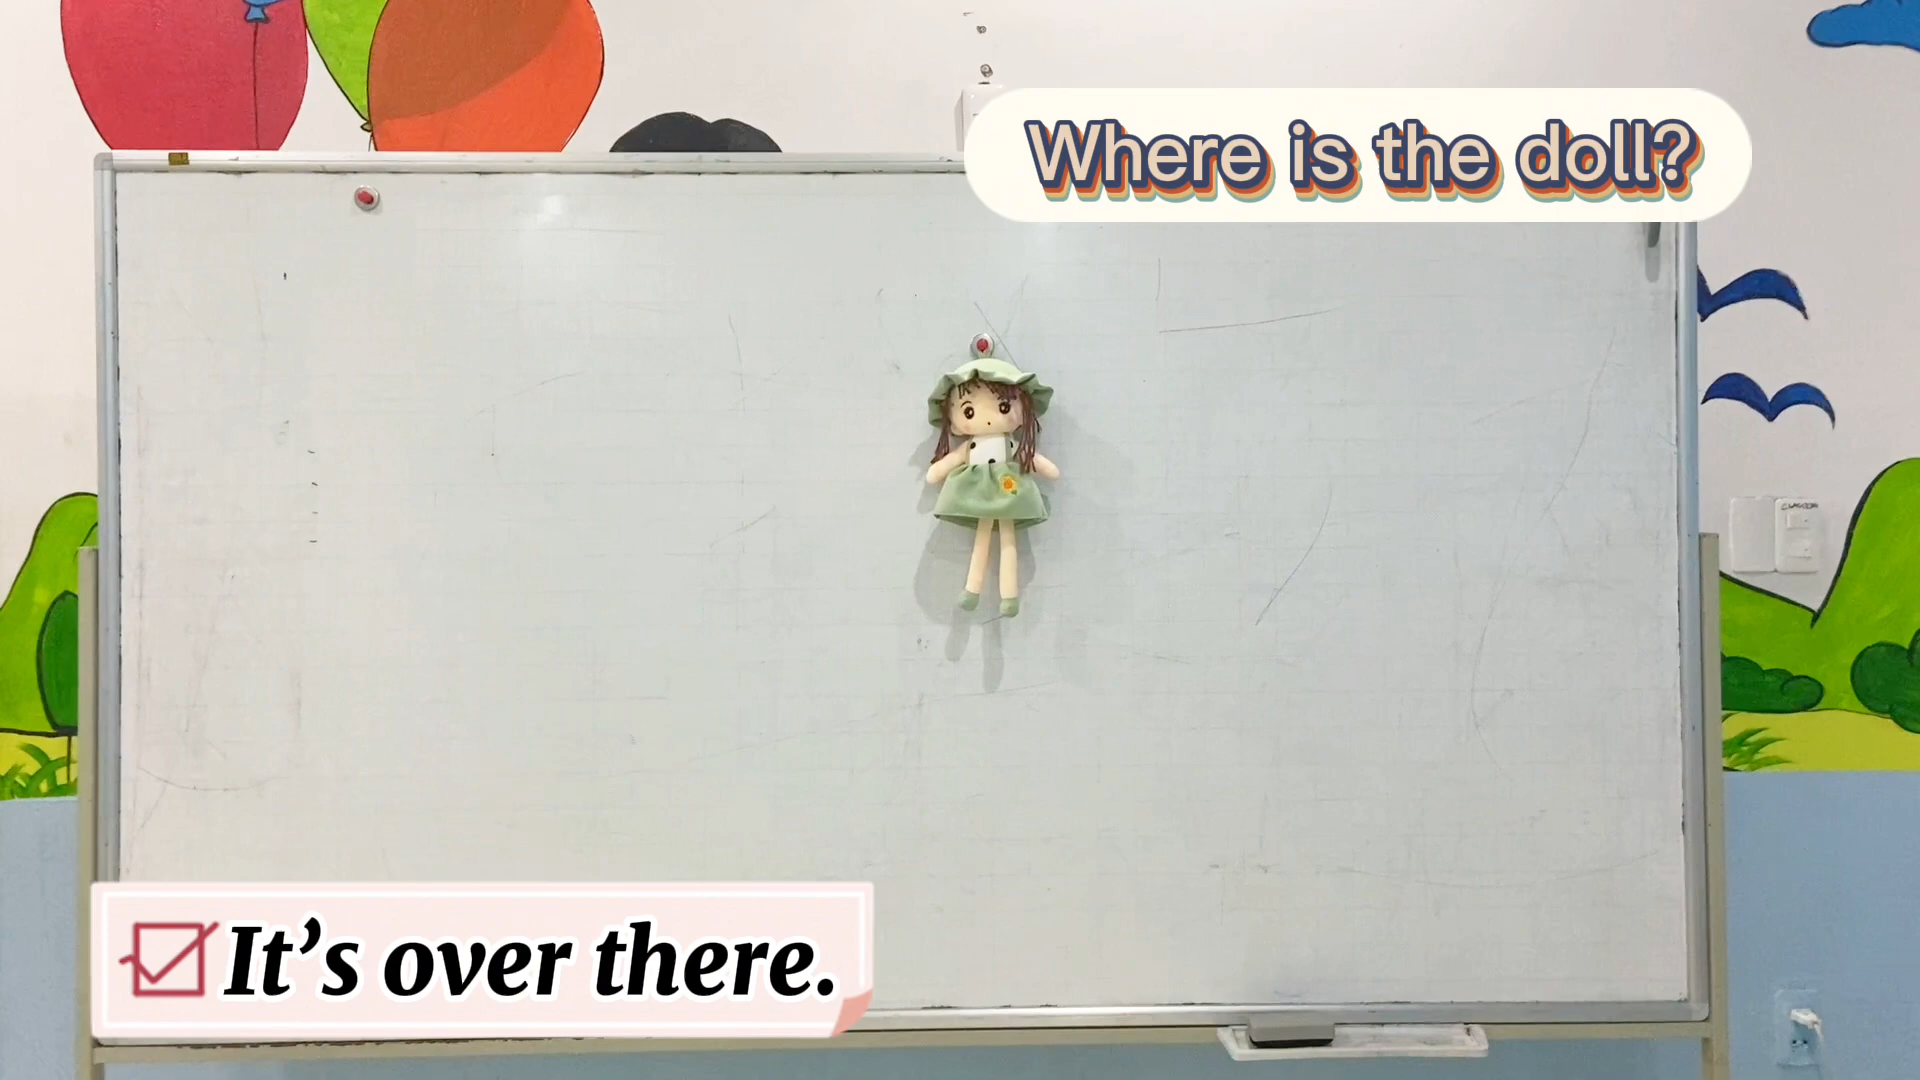 Where is the doll?
It's over there.